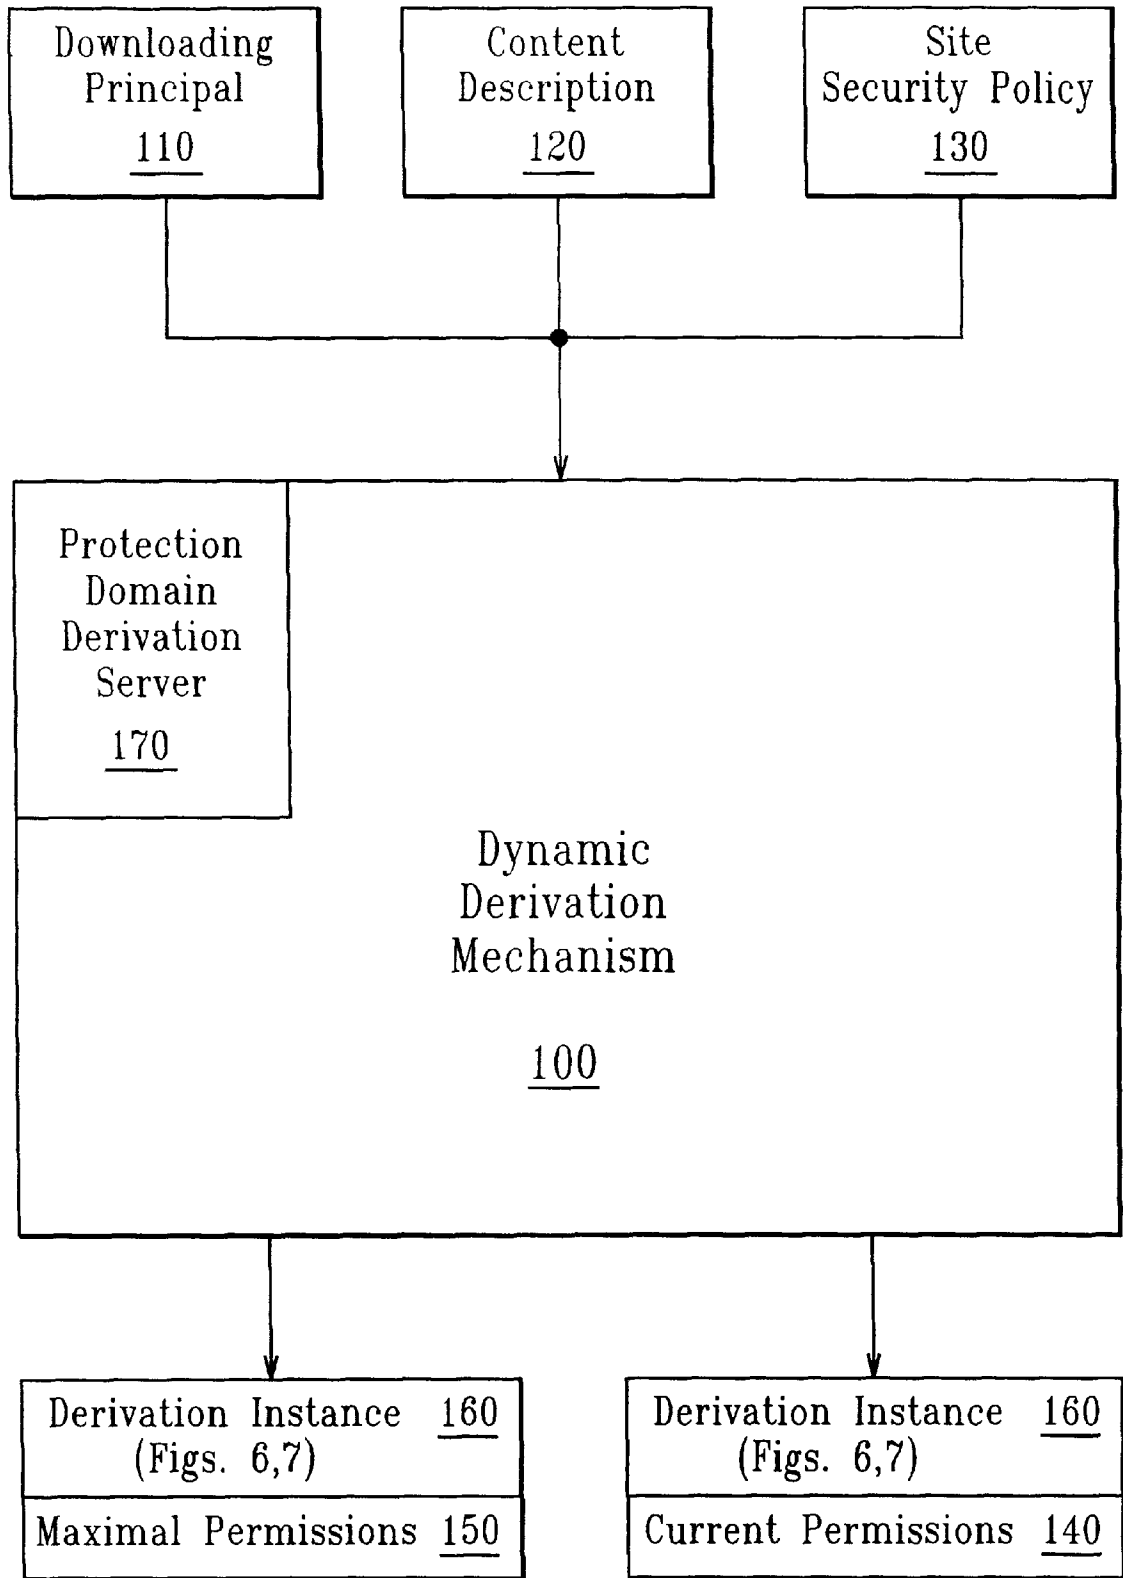 Downloading
Principal
110
Content
Description
120
Site
Security Policy
130
Protection
Domain
Derivation
Server
170
Dynamic
Derivation
Mechanism
100
Derivation Instance 160
(Figs. 6,7)
Maximal Permissions 150
Derivation Instance 160
(Figs. 6,7)
Current Permissions 140